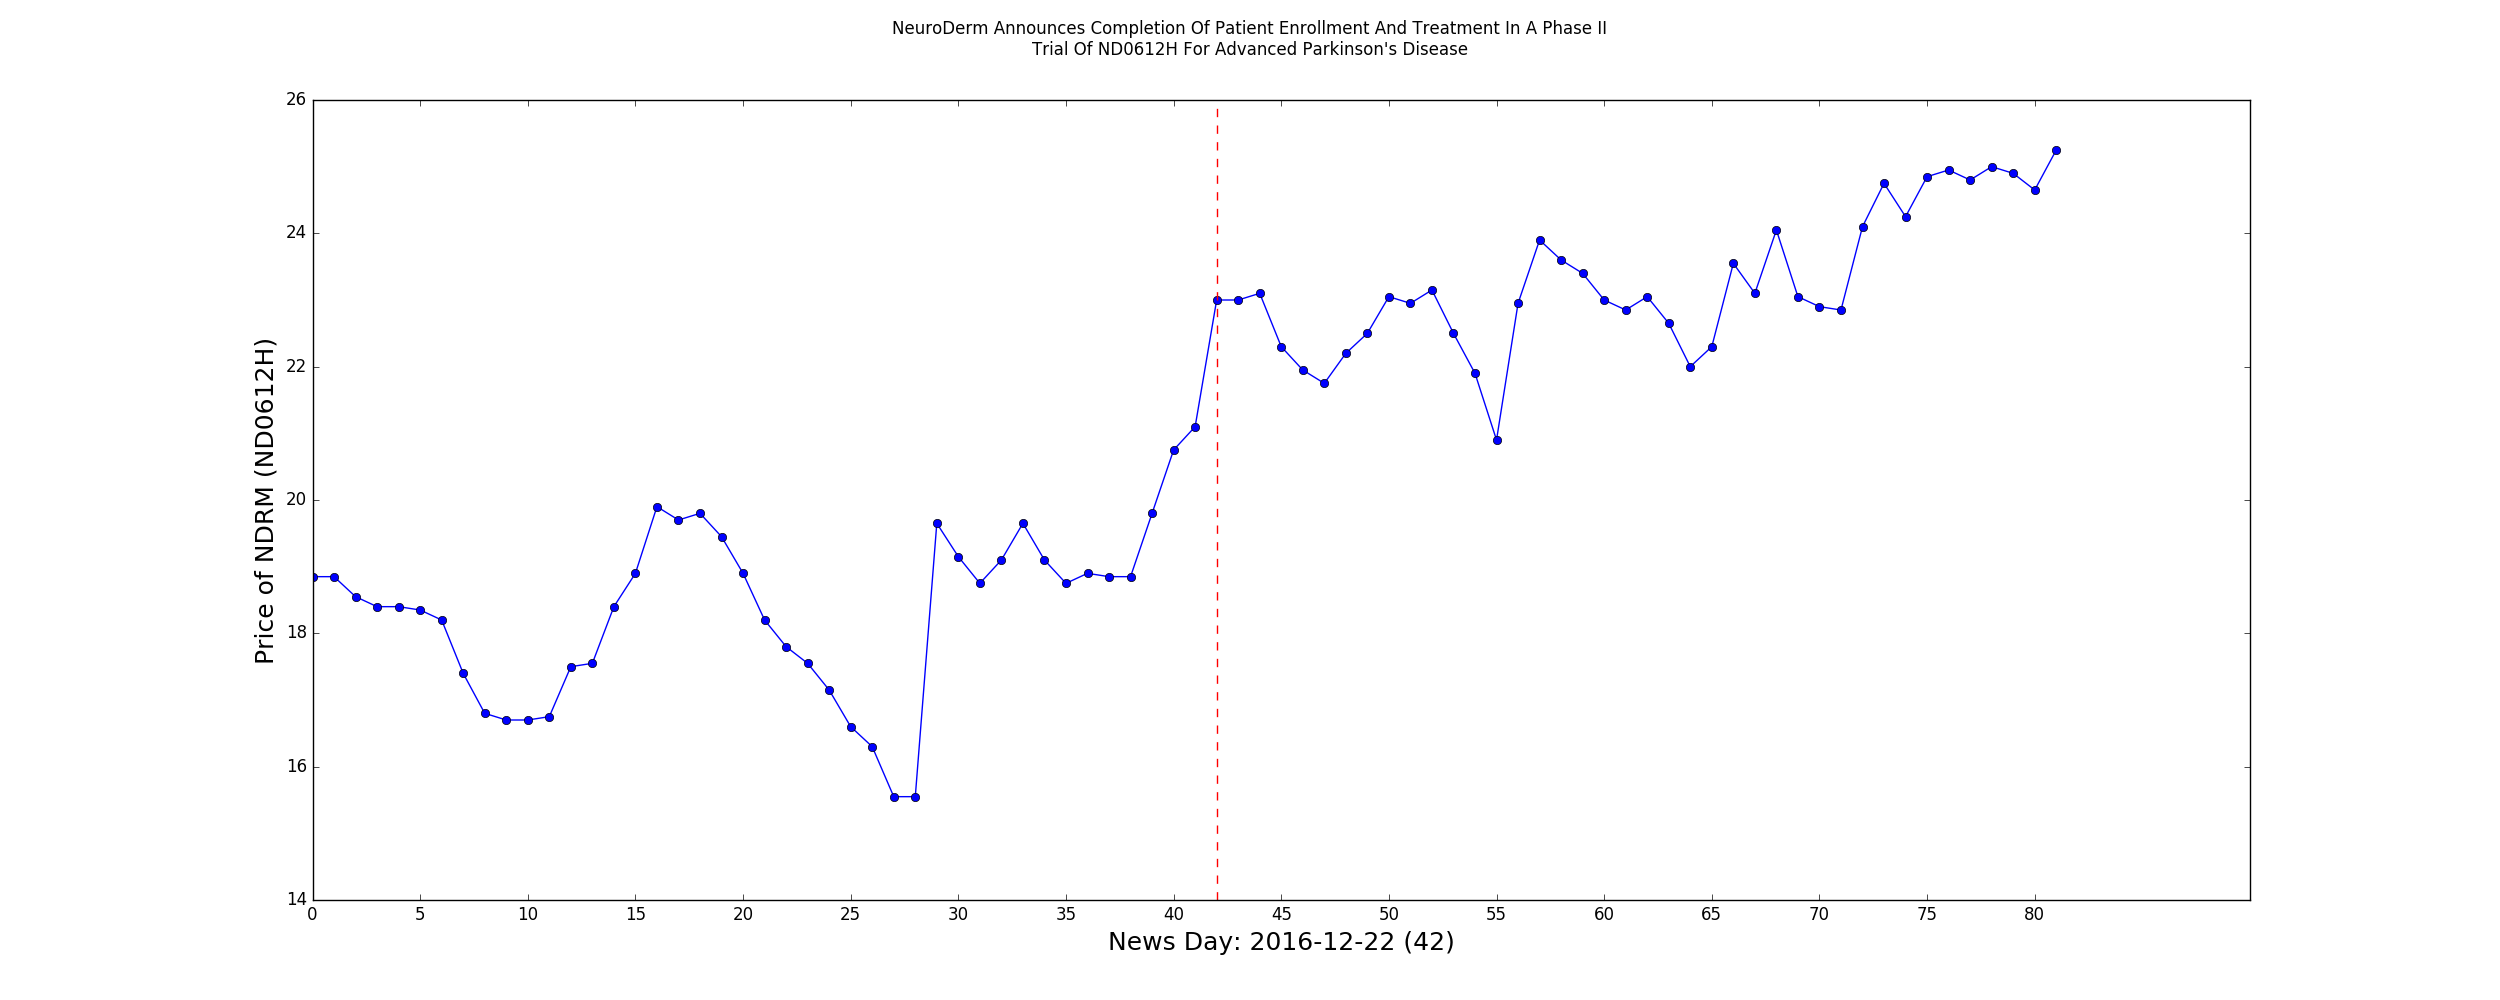 NeuroDerm Announces Completion Of Patient Enrollment And Treatment In A Phase II
Trial Of ND0612H For Advanced Parkinson's Disease
26
24
22
20
18
16
14
Price of NDRM (ND0612H)
0 5 10 15 20 25 30 35 40 45 50 55 60 65 70 75 80
News Day: 2016-12-22 (42)